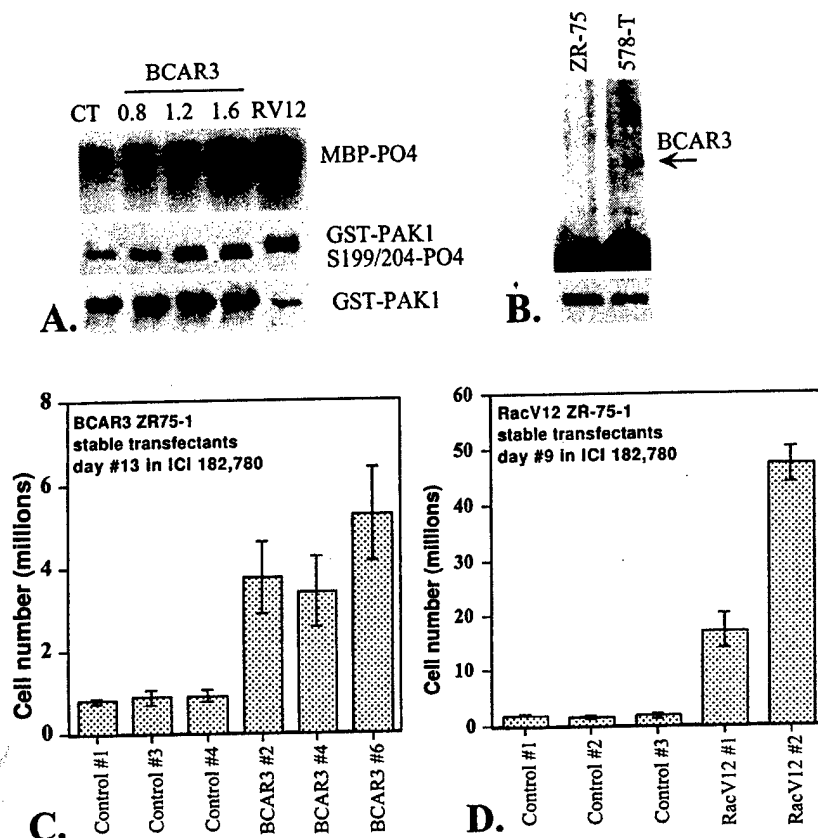 BCAR3
CT 0.8 1.2 1.6 RV12
MBP-PO4
GST-PAK1
S199/204-PO4
GST-PAK1
A.
ZR-75
578-T
BCAR3
B.
8
6
4
2
0
Cell number (millions)
BCAR3 ZR75-1
stable transfectants
day #13 in ICI 182,780
Control #1
Control #3
Control #4
BCAR3 #2
BCAR3 #4
BCAR3 #6
C.
60
50
40
30
20
10
0
Cell number (millions)
RacV12 ZR-75-1
stable transfectants
day #9 in ICI 182,780
Control #1
Control #2
Control #3
RacV12 #1
RacV12 #2
D.